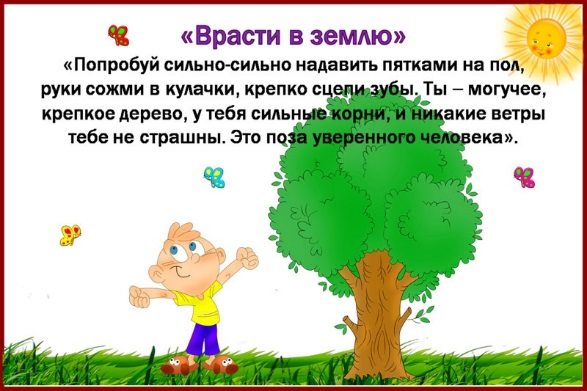 «Врасти в землю»
«Попробуй сильно-сильно надавить пятками на пол,
руки сожми в кулачки, крепко сцепи зубы. Ты – могучее,
крепкое дерево, у тебя сильные корни, и никакие ветры
тебе не страшны. Это поза уверенного человека».